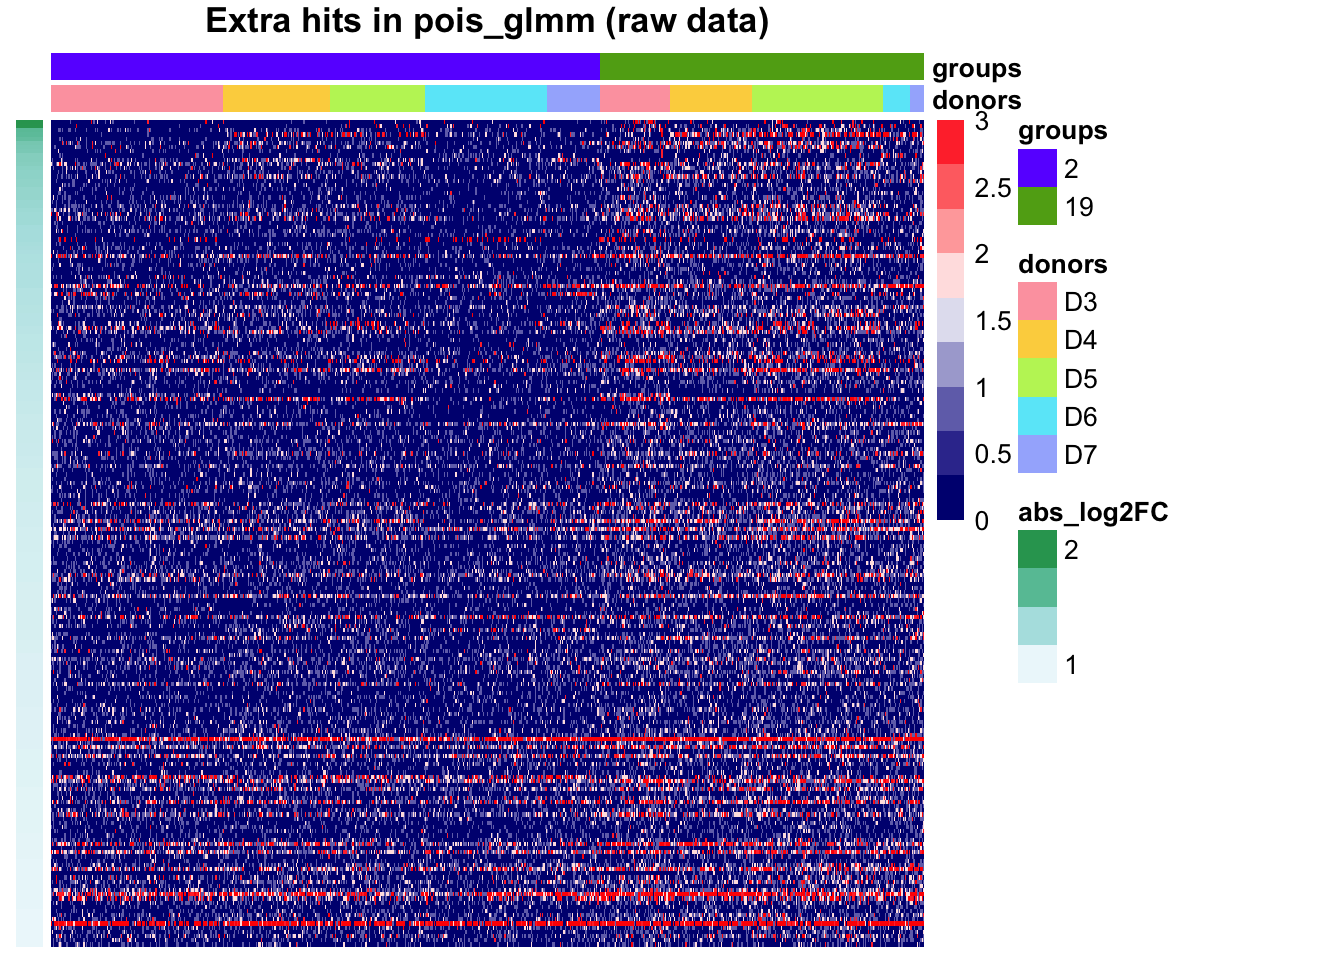 Extra hits in pois_glmm (raw data)
groups
donors
3
2.5
2
1.5
1
0.5
0
groups
2
19
donors
D3
D4
D5
D6
D7
abs_log2FC
2
1